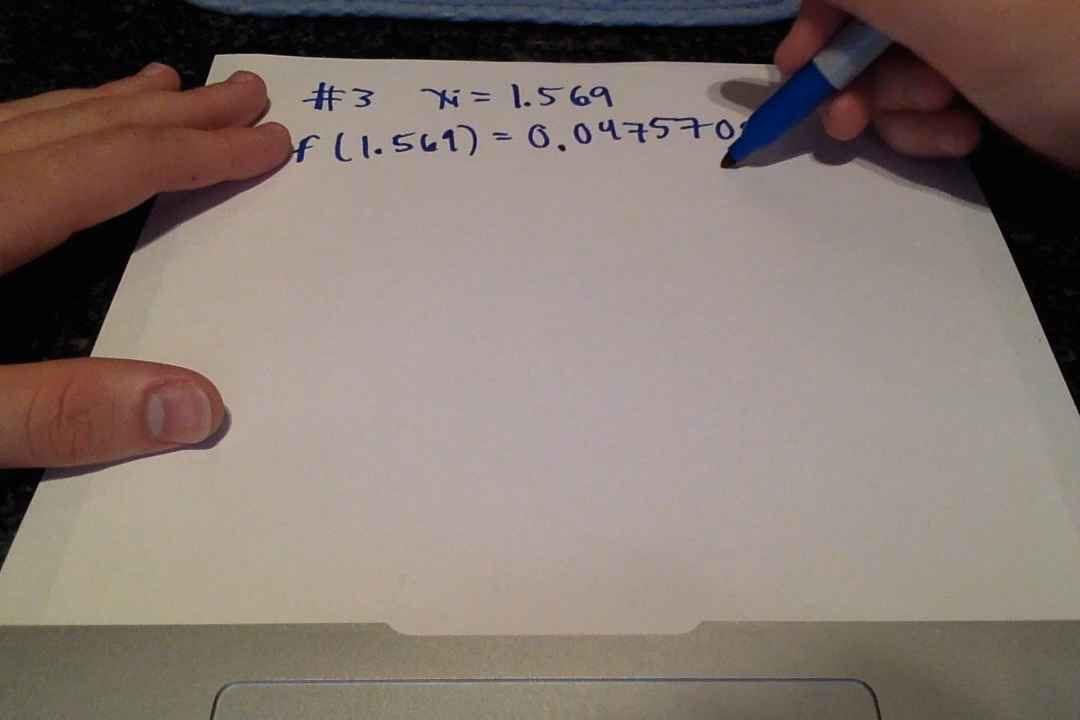 #3 xi = 1.569
f(1.569) = 0.047570